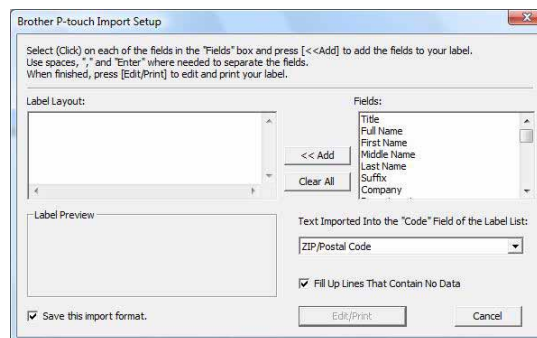 Brother P-touch Import Setup
Select (Click) on each of the fields in the "Fields" box and press [<<Add] to add the fields to your label.
Use spaces, "," and "Enter" where needed to separate the fields.
When finished, press [Edit/Print] to edit and print your label.
Label Layout:
Fields:
Title
Full Name
First Name
Middle Name
Last Name
Suffix
Company
<< Add
Clear All
Label Preview
Text Imported Into the "Code" Field of the Label List:
ZIP/Postal Code
Fill Up Lines That Contain No Data
Save this import format.
Edit/Print
Cancel